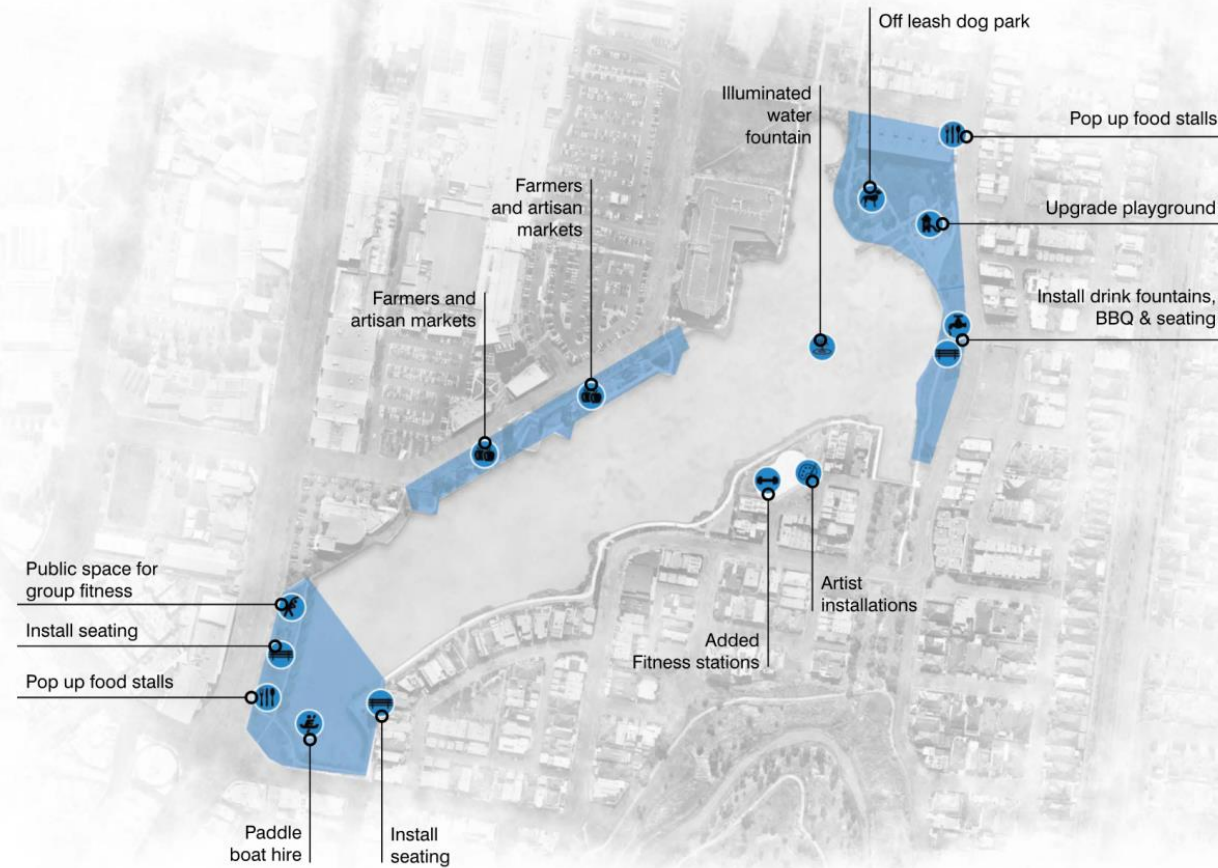 Off leash dog park
Illuminated
water
fountain
Pop up food stalls
Farmers
and artisan
markets
Upgrade playground
Farmers and
artisan markets
Install drink fountains,
BBQ & seating
Public space for
group fitness
Install seating
Pop up food stalls
Artist
installations
Added
Fitness stations
Paddle
boat hire
Install
seating